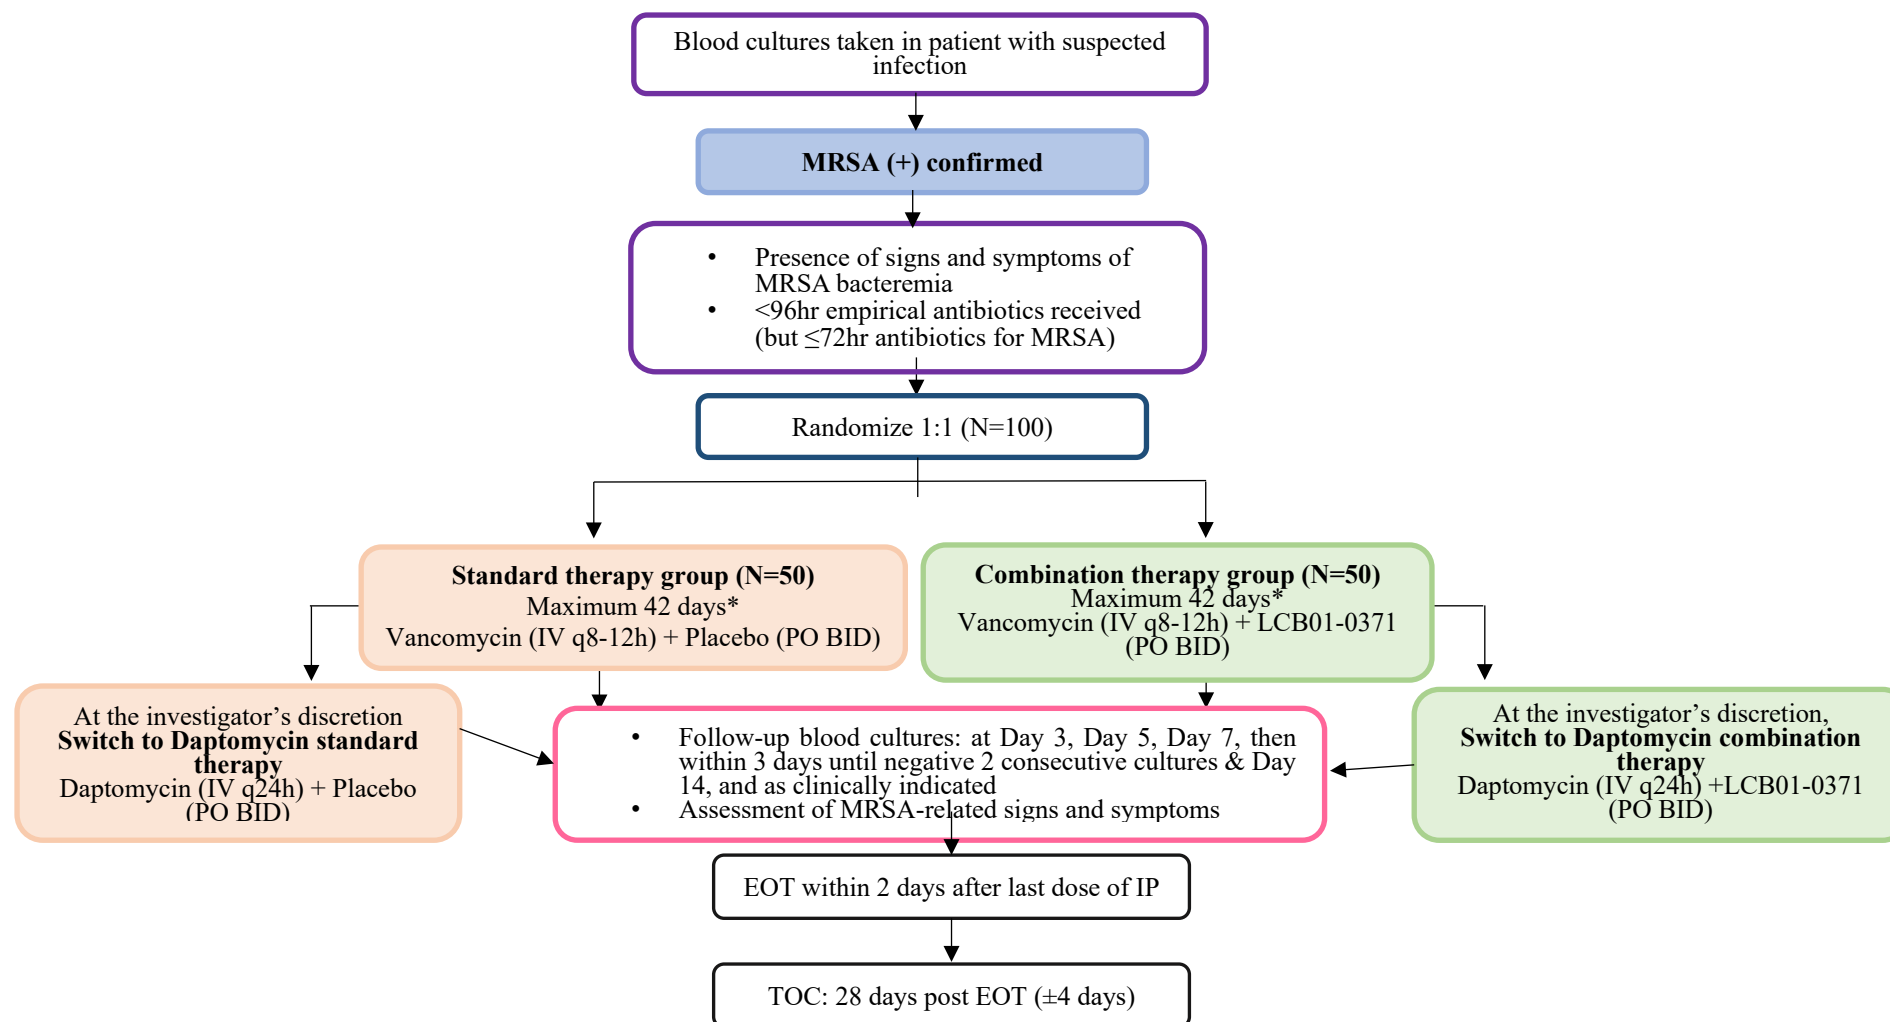 Blood cultures taken in patient with suspected
infection
MRSA (+) confirmed
• Presence of signs and symptoms of
MRSA bacteremia
• <96hr empirical antibiotics received
(but ≤72hr antibiotics for MRSA)
Randomize 1:1 (N=100)
Standard therapy group (N=50)
Maximum 42 days*
Vancomycin (IV q8-12h) + Placebo (PO BID)
Combination therapy group (N=50)
Maximum 42 days*
Vancomycin (IV q8-12h) + LCB01-0371
(PO BID)
At the investigator’s discretion
Switch to Daptomycin standard
therapy
Daptomycin (IV q24h) + Placebo
(PO BID)
• Follow-up blood cultures: at Day 3, Day 5, Day 7, then
within 3 days until negative 2 consecutive cultures & Day
14, and as clinically indicated
• Assessment of MRSA-related signs and symptoms
At the investigator’s discretion,
Switch to Daptomycin combination
therapy
Daptomycin (IV q24h) +LCB01-0371
(PO BID)
EOT within 2 days after last dose of IP
TOC: 28 days post EOT (±4 days)